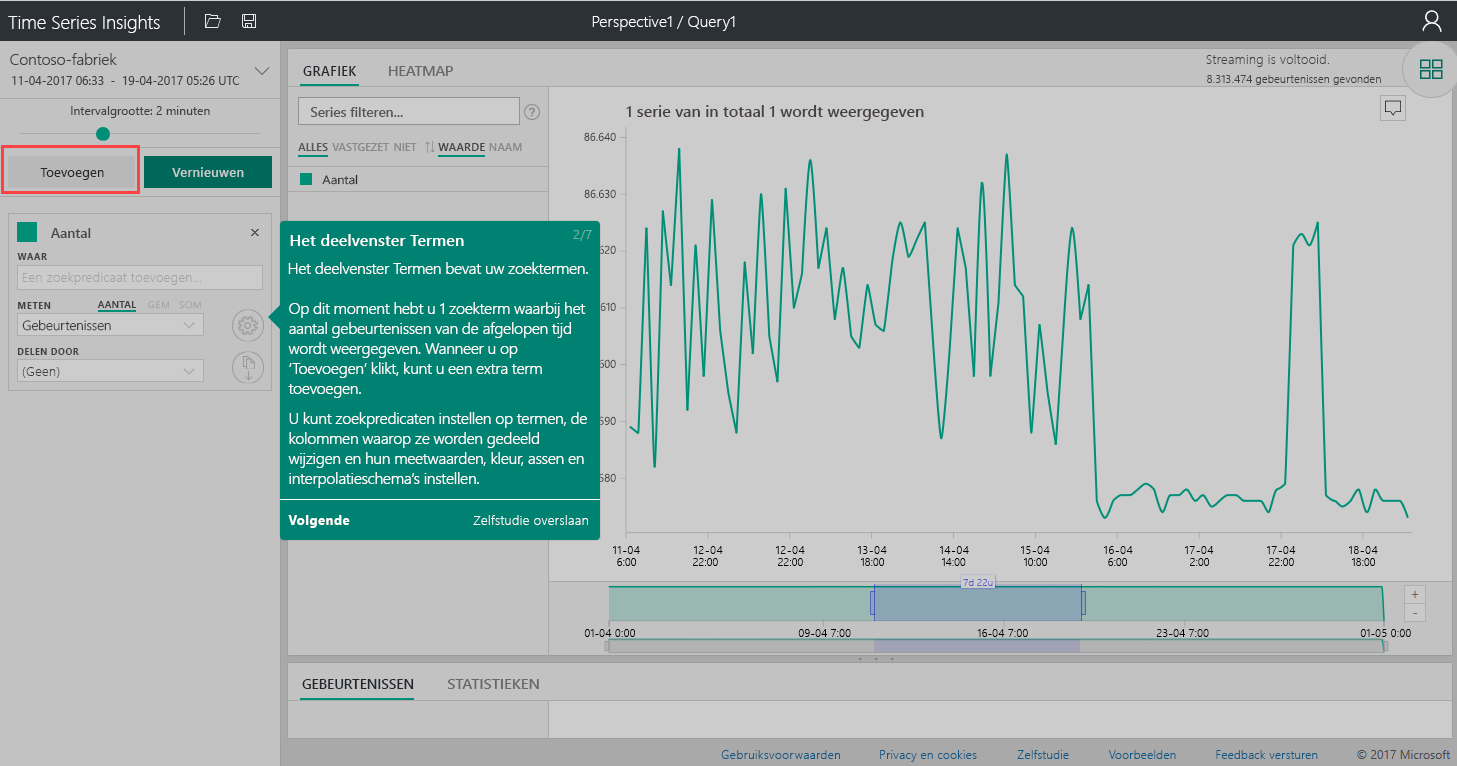 Time Series Insights
Perspective1 / Query1
Contoso-fabriek
11-04-2017 06:33 - 19-04-2017 05:26 UTC
Intervalgrootte: 2 minuten
Toevoegen
Vernieuwen
Aantal
×
WAAR
Een zoekpredicaat toevoegen...
METEN
AANTAL GEM SOM
Gebeurtenissen
DELEN DOOR
(Geen)
GRAFIEK HEATMAP
Streaming is voltooid.
8.313.474 gebeurtenissen gevonden
Series filteren...
?
ALLES VASTGEZET NIET WAARDE NAAM
Aantal
Het deelvenster Termen 2/7
Het deelvenster Termen bevat uw zoektermen.
Op dit moment hebt u 1 zoekterm waarbij het
aantal gebeurtenissen van de afgelopen tijd
wordt weergegeven. Wanneer u op
‘Toevoegen’ klikt, kunt u een extra term
toevoegen.
U kunt zoekpredicaten instellen op termen, de
kolommen waarop ze worden gedeeld
wijzigen en hun meetwaarden, kleur, assen en
interpolatieschema’s instellen.
Volgende Zelfstudie overslaan
1 serie van in totaal 1 wordt weergegeven
86.640
86.630
620
610
600
590
580
11-04 12-04 12-04 13-04 14-04 15-04 16-04 17-04 17-04 18-04
6:00 22:00 22:00 18:00 14:00 10:00 6:00 2:00 22:00 18:00
7d 22u
+
-
01-04 0:00 09-04 7:00 16-04 7:00 23-04 7:00 01-05 0:00
GEBEURTENISSEN STATISTIEKEN
Gebruiksvoorwaarden Privacy en cookies Zelfstudie Voorbeelden Feedback versturen © 2017 Microsoft